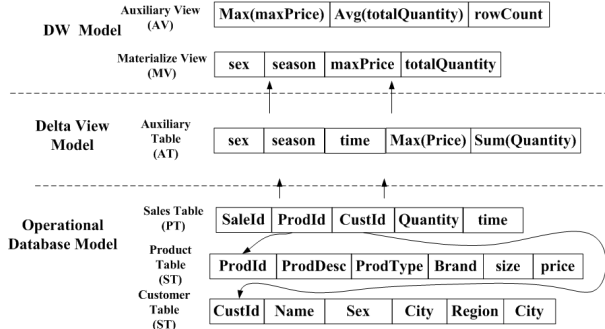 DW Model
Auxiliary View
(AV)
Max(maxPrice) Avg(totalQuantity) rowCount
Materialize View
(MV)
sex season maxPrice totalQuantity
Delta View
Model
Auxiliary
Table
(AT)
sex season time Max(Price) Sum(Quantity)
Operational
Database Model
Sales Table
(PT)
SaleId ProdId CustId Quantity time
Product
Table
(ST)
ProdId ProdDesc ProdType Brand size price
Customer
Table
(ST)
CustId Name Sex City Region City